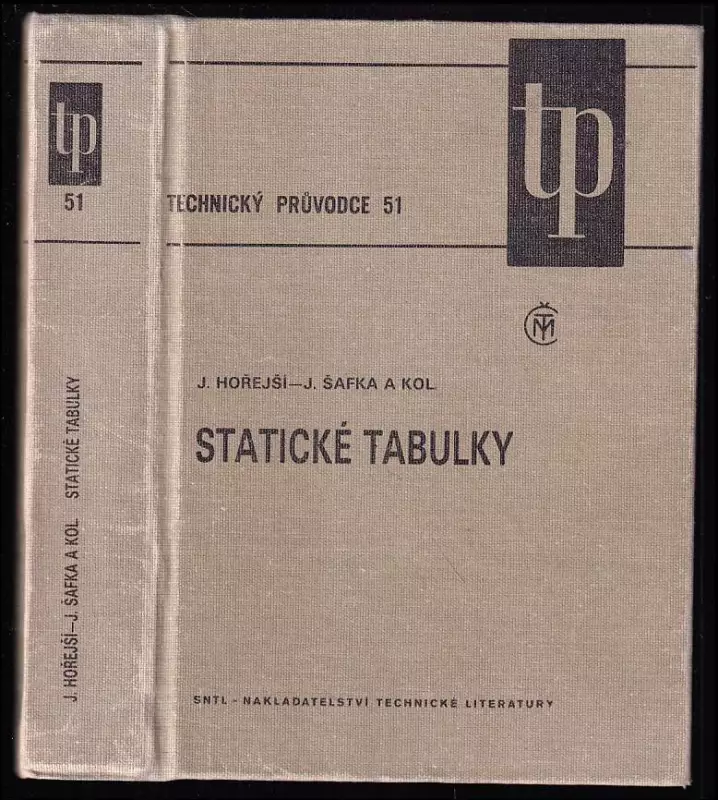 tp
51
J. HOŘEJŠÍ–J. ŠAFKA A KOL. STATICKÉ TABULKY
tp
TECHNICKÝ PRŮVODCE 51
J. HOŘEJŠÍ–J. ŠAFKA A KOL.
STATICKÉ TABULKY
SNTL - NAKLADATELSTVÍ TECHNICKÉ LITERATURY